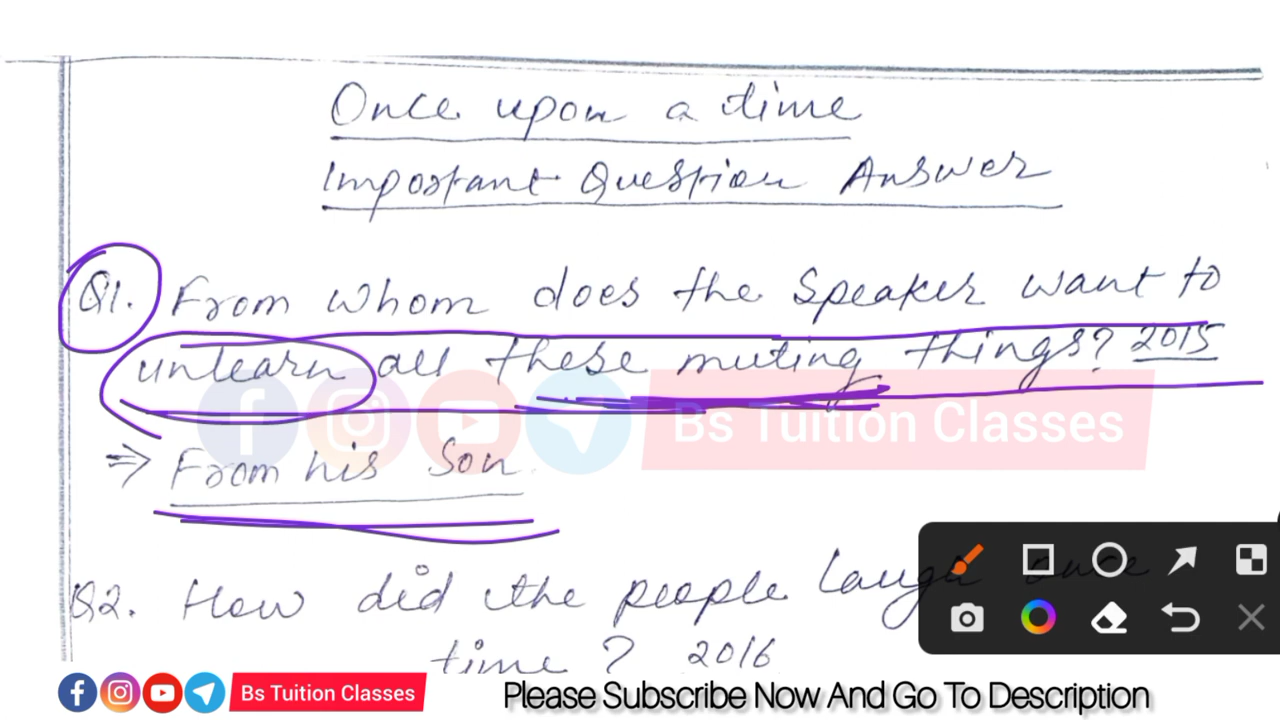 Once upon a time
Important Question Answer
Q1. From whom does the Speaker want to
unlearn all these muting things? 2015
Bs Tuition Classes
⇒ From his Son
Q2. How did the people laugh once
time? 2016
Bs Tuition Classes
Please Subscribe Now And Go To Description